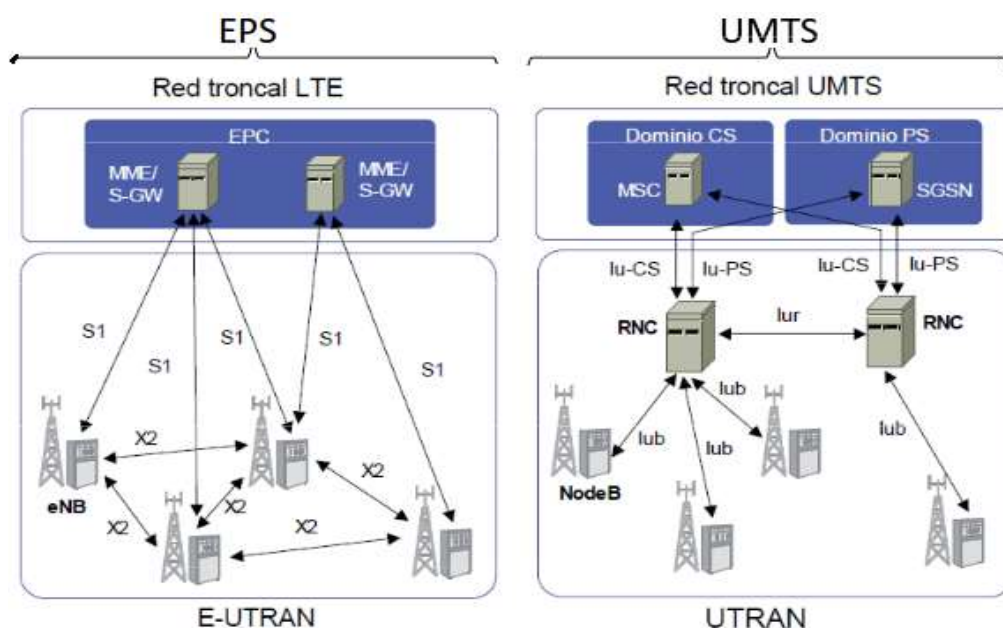 EPS
Red troncal LTE
EPC
MME/
S-GW
MME/
S-GW
S1
S1
S1
S1
S1
X2
X2
X2
X2
X2
eNB
E-UTRAN
UMTS
Red troncal UMTS
Dominio CS
Dominio PS
MSC
SGSN
Iu-CS
Iu-PS
Iu-CS
Iu-PS
RNC
Iur
RNC
Iub
Iub
Iub
Iub
NodeB
UTRAN